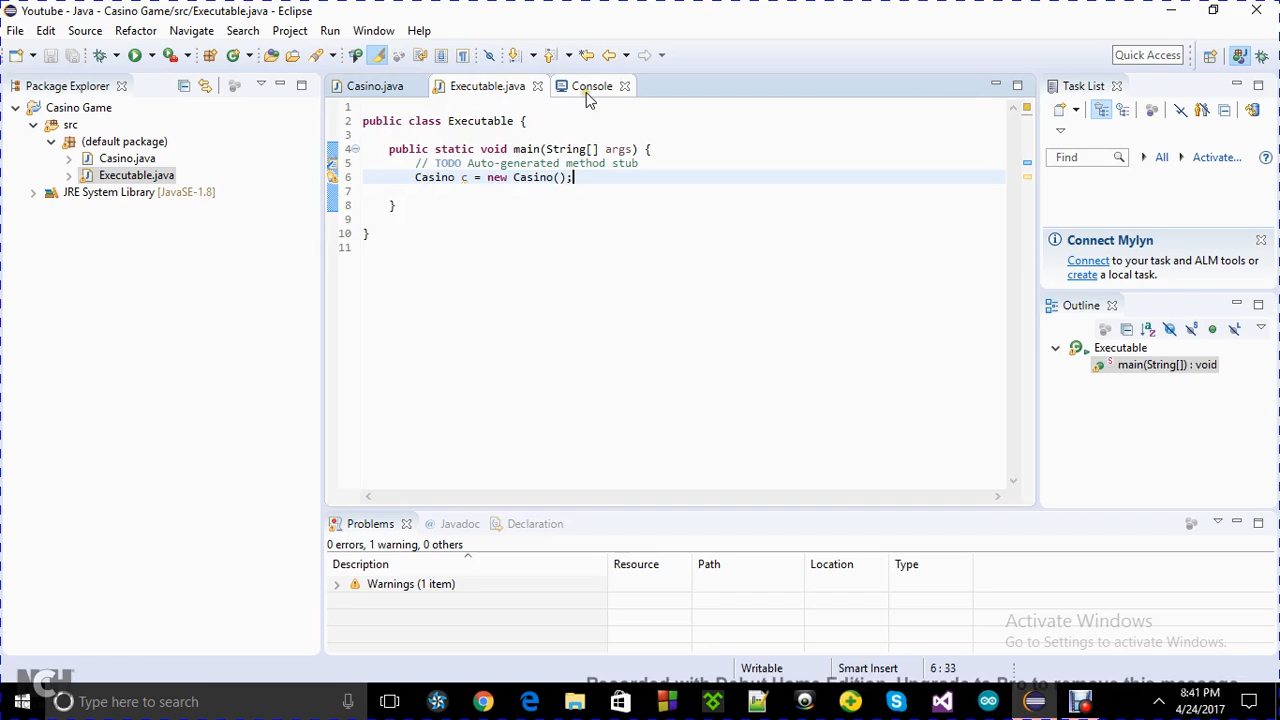 Youtube - Java - Casino Game/src/Executable.java - Eclipse
File Edit Source Refactor Navigate Search Project Run Window Help
Quick Access
Package Explorer
Casino Game
src
(default package)
Casino.java
Executable.java
JRE System Library [JavaSE-1.8]
Casino.java Executable.java Console
1
2 public class Executable {
3
4 public static void main(String[] args) {
5 // TODO Auto-generated method stub
6 Casino c = new Casino();
7
8 }
9
10 }
11
Task List
Find All Activate...
Connect Mylyn
Connect to your task and ALM tools or
create a local task.
Outline
Executable
main(String[]) : void
Problems Javadoc Declaration
0 errors, 1 warning, 0 others
Description Resource Path Location Type
Warnings (1 item)
Activate Windows
Go to Settings to activate Windows.
Writable Smart Insert 6 : 33
NCH
Type here to search
8:41 PM
4/24/2017